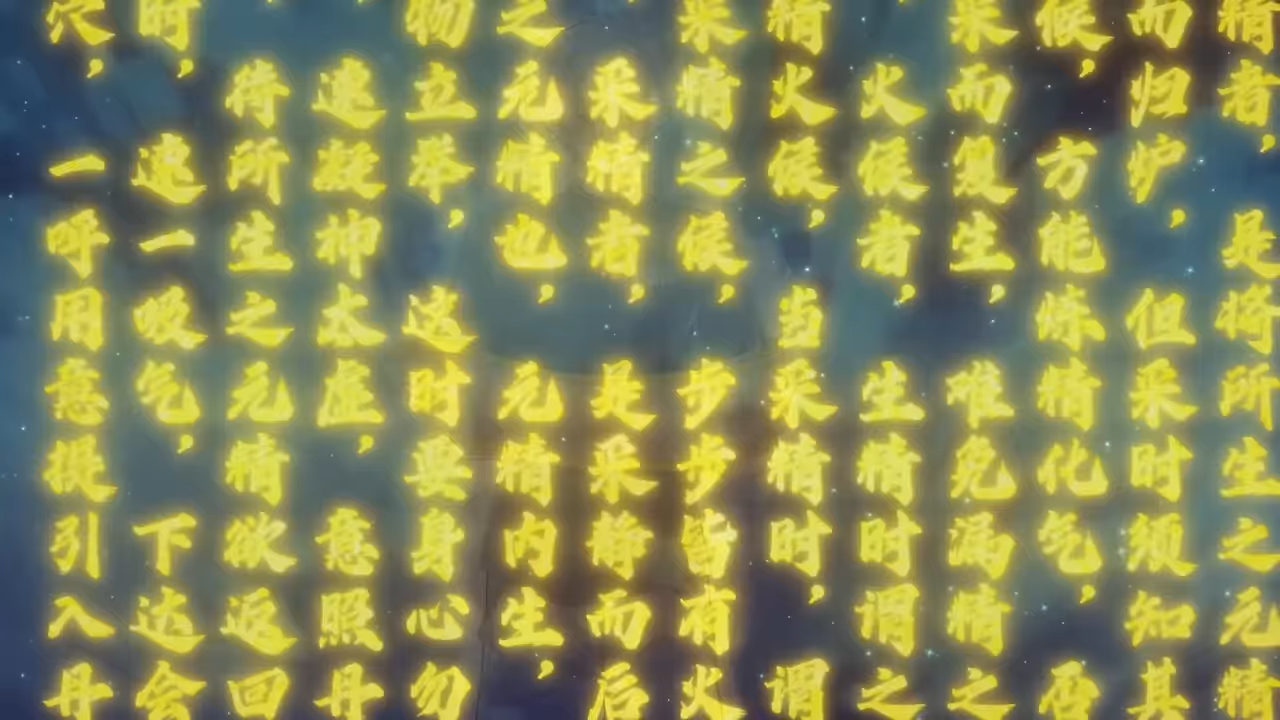 精者，是将所生之元精
而归炉，但采时须知其
候，方能炼精化气，否
采而复生，唯免漏精之
火候者，生精时谓之
精火候，当采精时，谓
采精之候，步步皆有火
采精者，是采静而后
之元精也，元精内生，
物立举，这时要身心勿
速凝神太虚，意照丹
待所生之元精欲返回
时，速一吸气，下达会
穴，一呼用意提引入丹